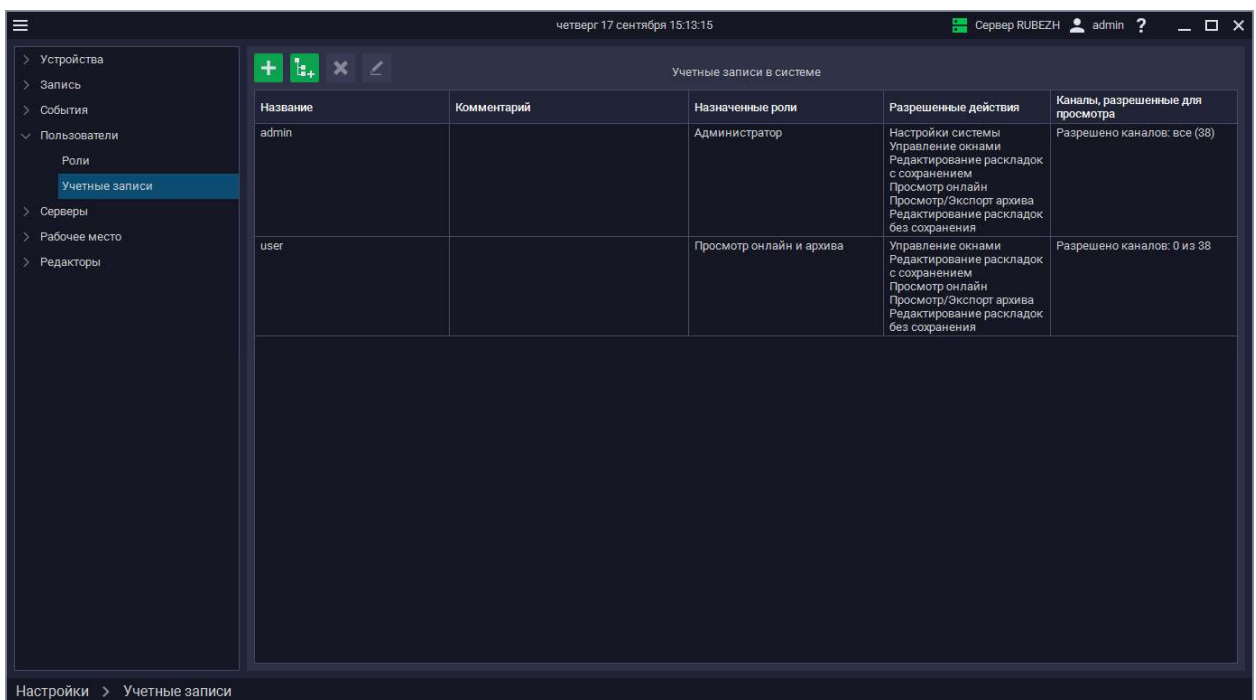 четверг 17 сентября 15:13:15
Сервер RUBEZH
admin
?
Устройства
Запись
События
Пользователи
Роли
Учетные записи
Серверы
Рабочее место
Редакторы
Учетные записи в системе
Название
Комментарий
Назначенные роли
Разрешенные действия
Каналы, разрешенные для
просмотра
admin
Администратор
Настройки системы
Управление окнами
Редактирование раскладок
с сохранением
Просмотр онлайн
Просмотр/Экспорт архива
Редактирование раскладок
без сохранения
Разрешено каналов: все (38)
user
Просмотр онлайн и архива
Управление окнами
Редактирование раскладок
с сохранением
Просмотр онлайн
Просмотр/Экспорт архива
Редактирование раскладок
без сохранения
Разрешено каналов: 0 из 38
Настройки > Учетные записи